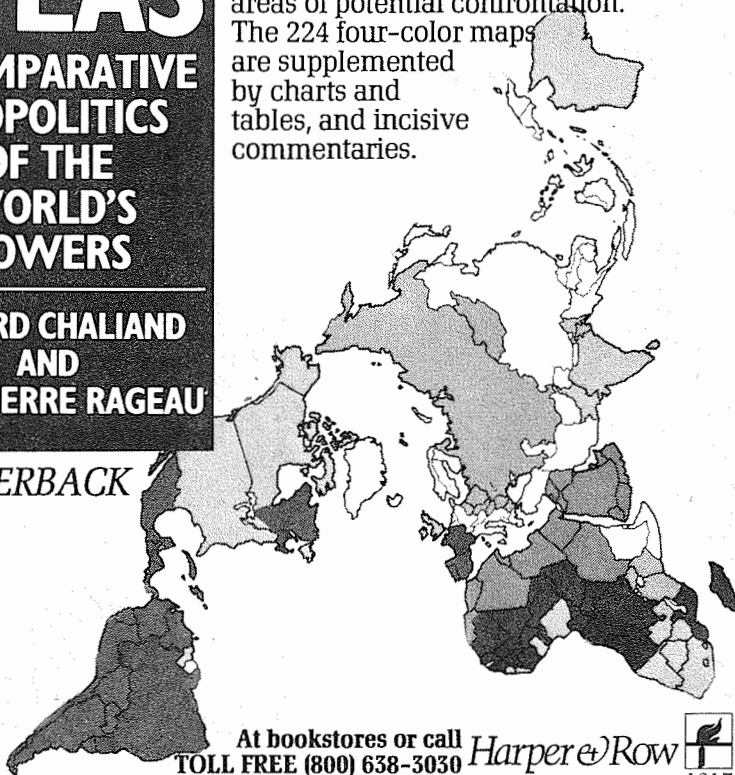 LAS
MPARATIVE
OPOLITICS
OF THE
ORLD'S
OWERS
RD CHALIAND
AND
ERRE RAGEAU
ERBACK
areas of potential confrontation.
The 224 four-color maps
are supplemented
by charts and
tables, and incisive
commentaries.
At bookstores or call
TOLL FREE (800) 638-3030
Harper & Row
1817